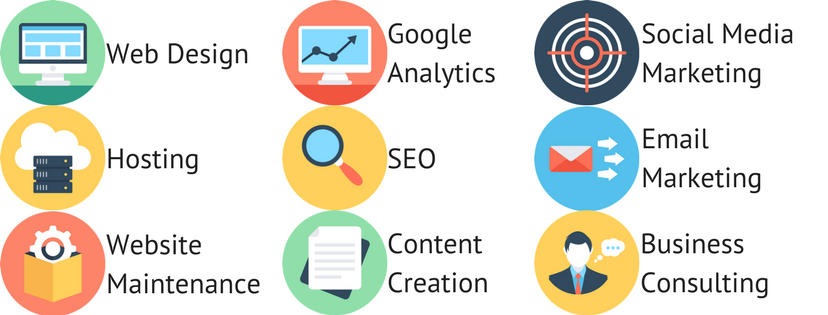 Web Design
Google
Analytics
Social Media
Marketing
Hosting
SEO
Email
Marketing
Website
Maintenance
Content
Creation
Business
Consulting